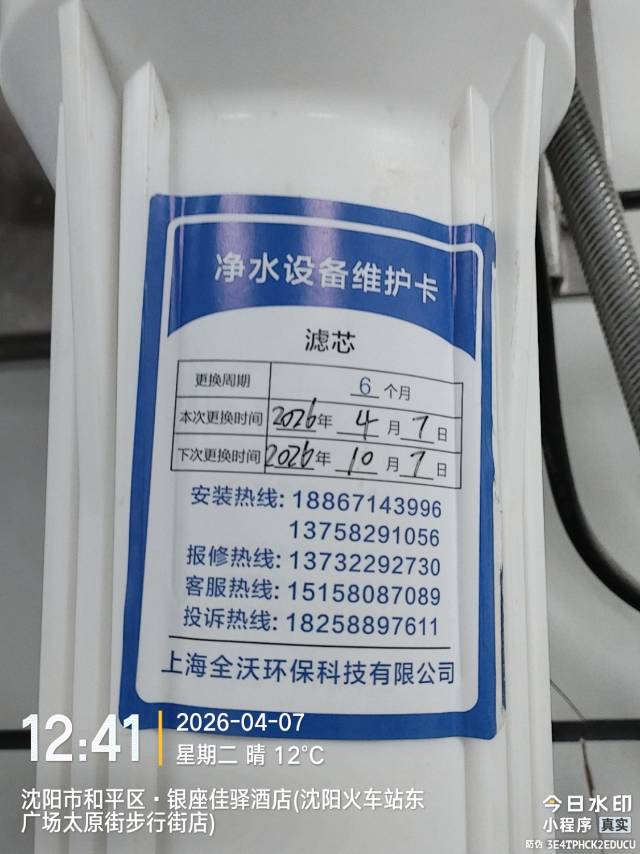 净水设备维护卡
滤芯
更换周期 6 个月
本次更换时间 2026年 4 月 7 日
下次更换时间 2026年 10 月 7 日
安装热线: 18867143996
13758291056
报修热线: 13732292730
客服热线: 15158087089
投诉热线: 18258897611
上海全沃环保科技有限公司
12:41
2026-04-07
星期二 晴 12℃
沈阳市和平区·银座佳驿酒店(沈阳火车站东
广场太原街步行街店)
今日水印
小程序 真实
防伪 3E4TPHCK2EDUCU